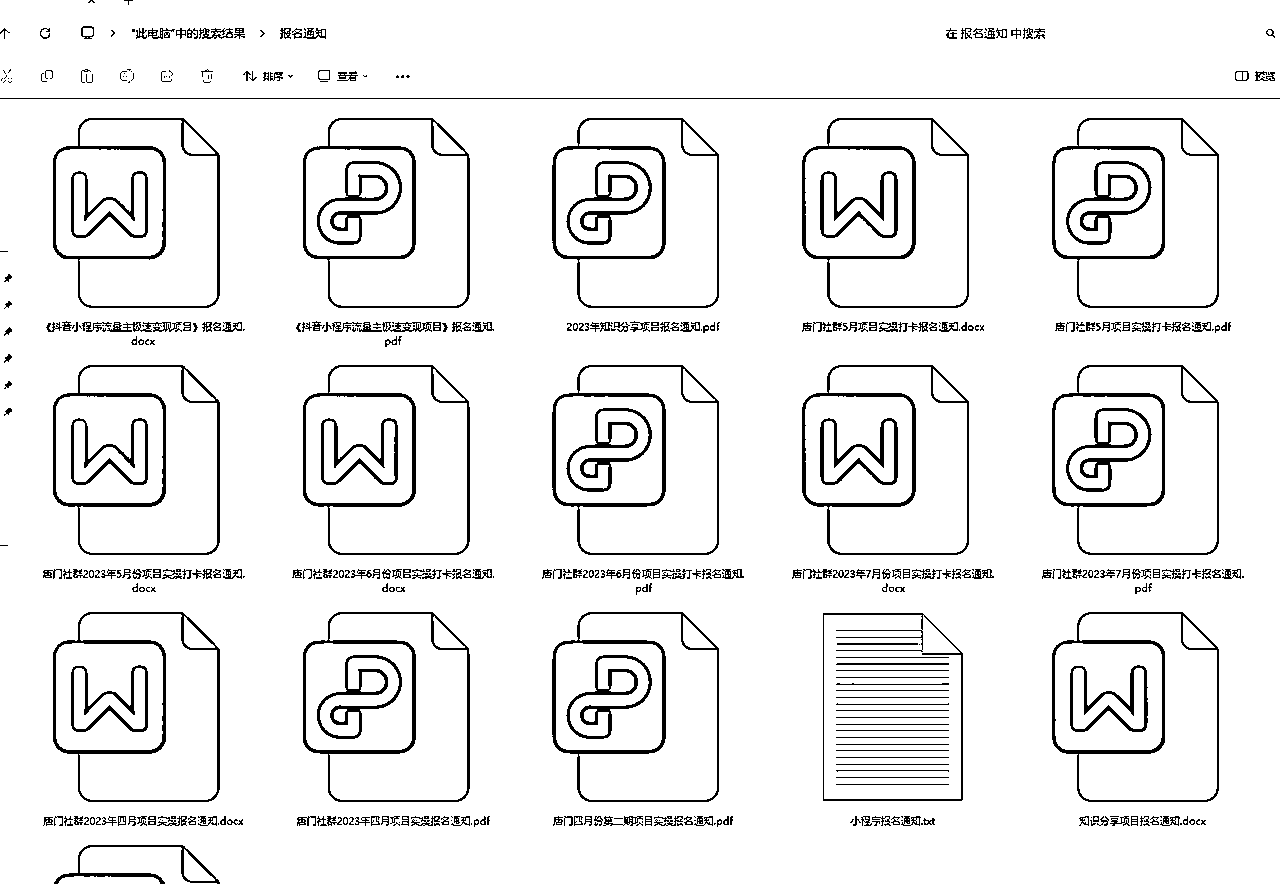 "此电脑"中的搜索结果 > 报名通知
在 报名通知 中搜索
排序
查看
预览
《抖音小程序流量主极速变现项目》报名通知.
docx
《抖音小程序流量主极速变现项目》报名通知.
pdf
2023年知识分享项目报名通知.pdf
唐门社群5月项目实操打卡报名通知.docx
唐门社群5月项目实操打卡报名通知.pdf
唐门社群2023年5月份项目实操打卡报名通知.
docx
唐门社群2023年6月份项目实操打卡报名通知.
docx
唐门社群2023年6月份项目实操打卡报名通知.
pdf
唐门社群2023年7月份项目实操打卡报名通知.
docx
唐门社群2023年7月份项目实操打卡报名通知.
pdf
唐门社群2023年四月项目实操报名通知.docx
唐门社群2023年四月项目实操报名通知.pdf
唐门四月份第二期项目实操报名通知.pdf
小程序报名通知.txt
知识分享项目报名通知.docx